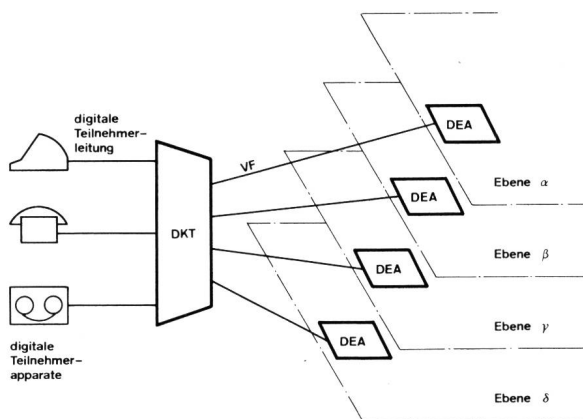 digitale
Teilnehmer-
leitung
digitale
Teilnehmer-
apparate
DKT
VF
DEA
DEA
DEA
DEA
Ebene α
Ebene β
Ebene γ
Ebene δ